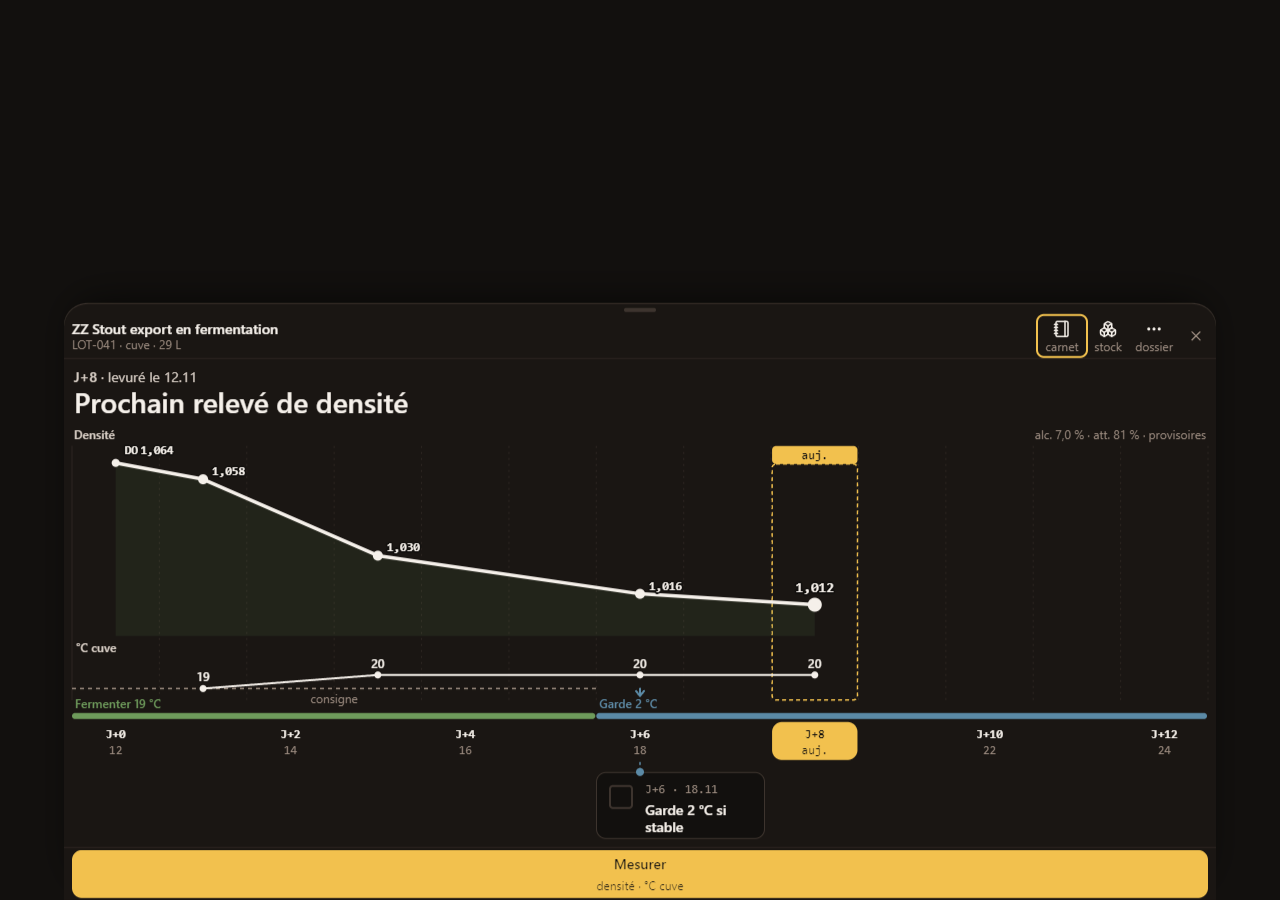 ZZ Stout export en fermentation
LOT-041 · cuve · 29 L
carnet
stock
dossier
J+8 · levuré le 12.11
Prochain relevé de densité
Densité
alc. 7,0 % · att. 81 % · provisoires
DO 1,064
1,058
1,030
1,016
1,012
auj.
°C cuve
19
20
20
20
consigne
Fermenter 19 °C
Garde 2 °C
J+0
12
J+2
14
J+4
16
J+6
18
J+8
auj.
J+10
22
J+12
24
J+6 · 18.11
Garde 2 °C si
stable
Mesurer
densité · °C cuve